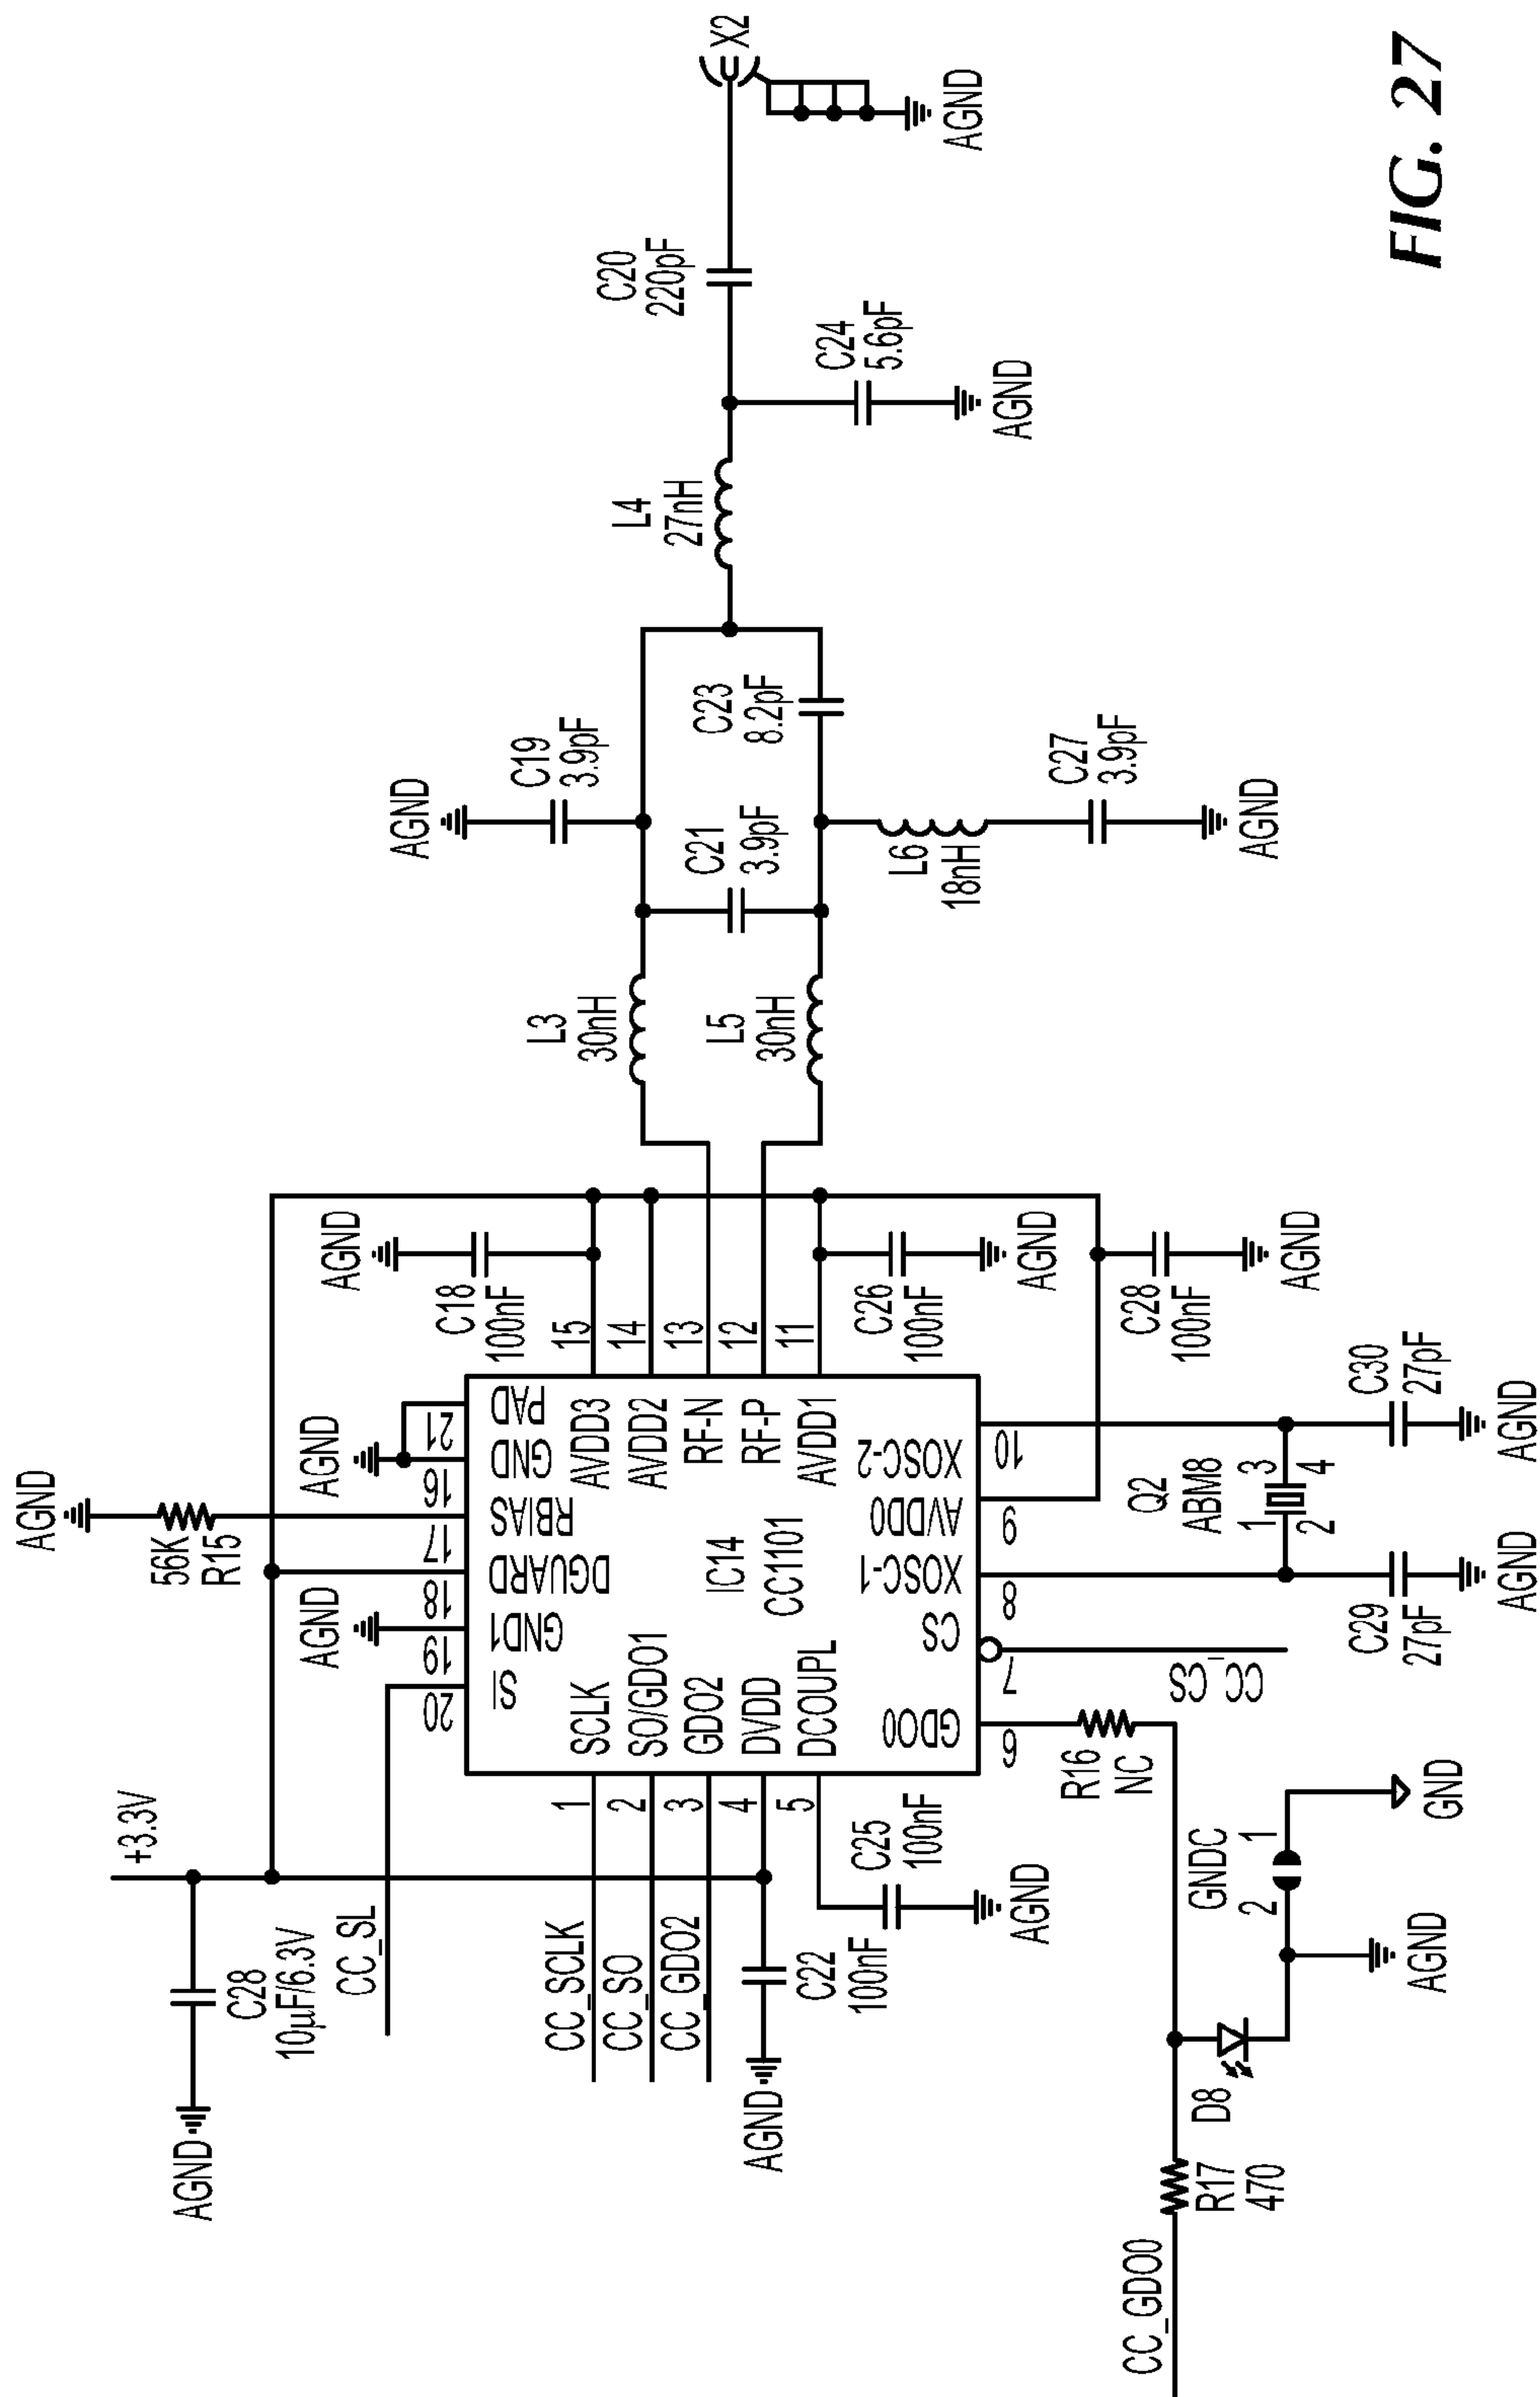 +3.3V
AGND
C28
10µF/6.3V
CC_SL
CC_SCLK
CC_SO
CC_GDO2
AGND
C22
100nF
C25
100nF
AGND
AGND
56K
R15
AGND
AGND
20
19
18
17
16
21
SI
GND1
DGUARD
RBIAS
GND
PAD
1
2
3
4
5
SCLK
SO/GDO1
GDO2
DVDD
DCOUPL
IC14
CC1101
AVDD3
AVDD2
RF-N
RF-P
AVDD1
15
14
13
12
11
GDO0
CS
XOSC-1
AVDD0
XOSC-2
6
7
8
9
10
AGND
C18
100nF
C26
100nF
AGND
C28
100nF
AGND
L3
30nH
L5
30nH
AGND
C19
3.9pF
C21
3.9pF
C23
8.2pF
L6
18nH
C27
3.9pF
AGND
L4
27nH
C24
5.6pF
AGND
C20
220pF
X2
AGND
CC_GDO0
R17
470
D8
R16
NC
AGND
GNDC
2
1
GND
CC_CS
Q2
ABM8
1
3
2
4
C29
27pF
AGND
C30
27pF
AGND
FIG. 27